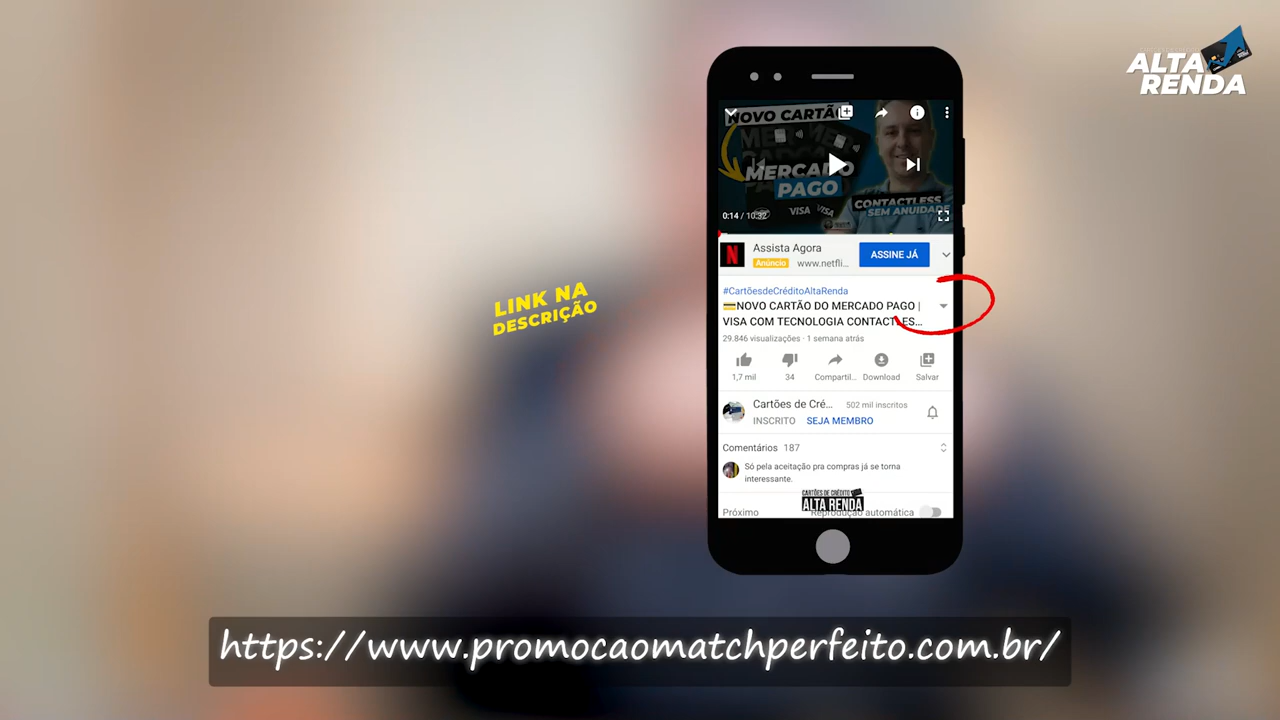 ALTA
RENDA
NOVO CARTÃO
MERCADO
PAGO
CONTACTLESS
SEM ANUIDADE
VISA VISA
0:14 / 10:32
N
Assista Agora
Anúncio www.netfli...
ASSINE JÁ
#CartõesdeCréditoAltaRenda
💳NOVO CARTÃO DO MERCADO PAGO |
VISA COM TECNOLOGIA CONTACTLES...
29.846 visualizações · 1 semana atrás
1,7 mil 34 Compartil... Download Salvar
Cartões de Cré... 502 mil inscritos
INSCRITO SEJA MEMBRO
Comentários 187
Só pela aceitação pra compras já se torna
interessante.
CARTÕES DE CRÉDITO
ALTA RENDA
Próximo Reprodução automática
LINK NA
DESCRIÇÃO
https://www.promocaomatchperfeito.com.br/